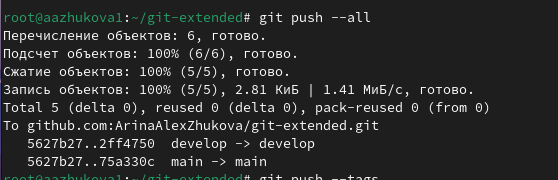 root@aazhukova1:~/git-extended# git push --all
Перечисление объектов: 6, готово.
Подсчет объектов: 100% (6/6), готово.
Сжатие объектов: 100% (5/5), готово.
Запись объектов: 100% (5/5), 2.81 КиБ | 1.41 МиБ/с, готово.
Total 5 (delta 0), reused 0 (delta 0), pack-reused 0 (from 0)
To github.com:ArinaAlexZhukova/git-extended.git
   5627b27..2ff4750  develop -> develop
   5627b27..75a330c  main -> main
root@aazhukova1:~/git-extended# git push --tags